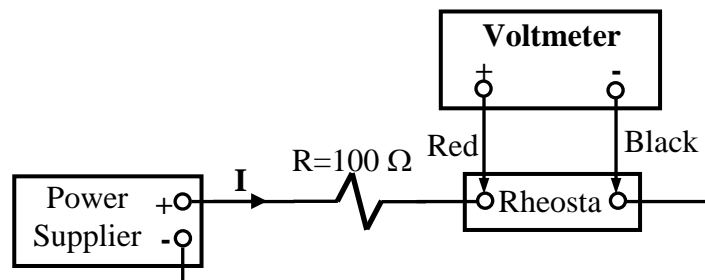 Voltmeter
+ -
Red Black
R=100 Ω
I
Power
Supplier
+
-
Rheosta